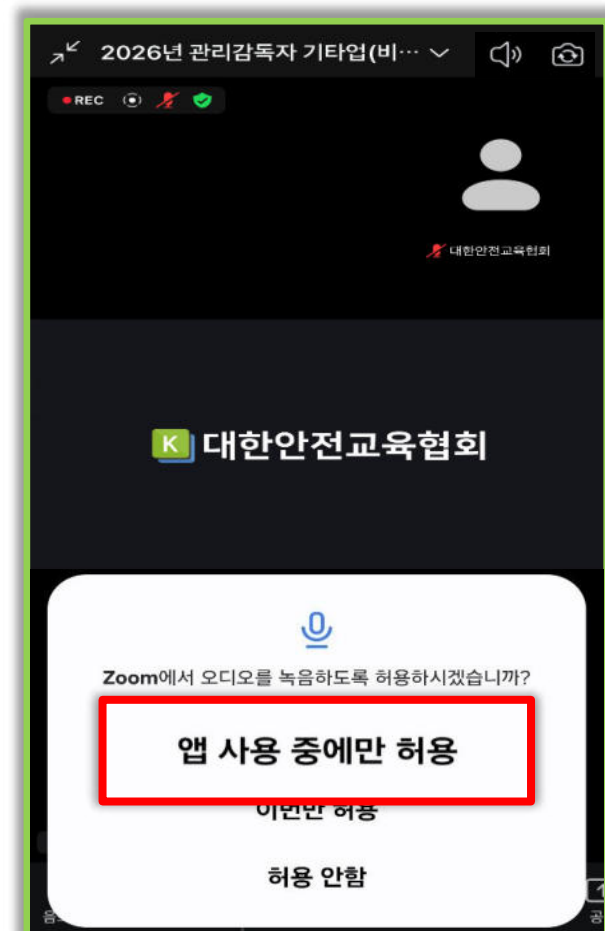 2026년 관리감독자 기타업(비…
REC
대한안전교육협회
K 대한안전교육협회
Zoom에서 오디오를 녹음하도록 허용하시겠습니까?
앱 사용 중에만 허용
이번만 허용
허용 안함
음
공